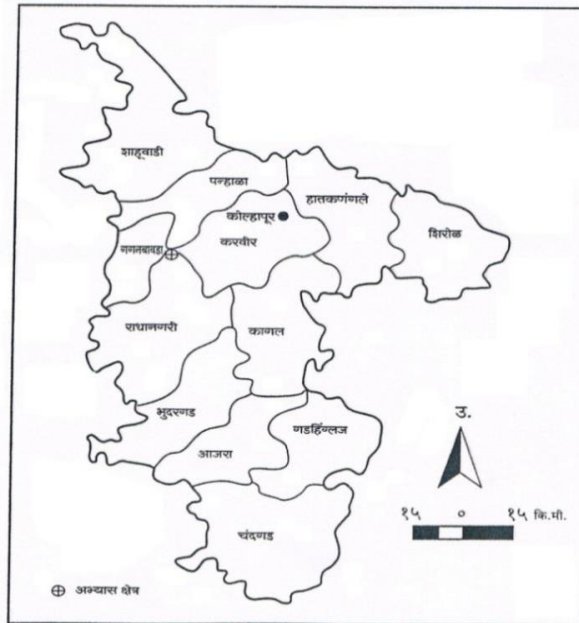 शाहूवाडी
पन्हाळा
हातकणंगले
कोल्हापूर
शिरोळ
गगनबावडा
करवीर
राधानगरी
कागल
भुदरगड
उ.
गडहिंग्लज
आजरा
१५ ० १५ कि.मी.
चंदगड
अभ्यास क्षेत्र